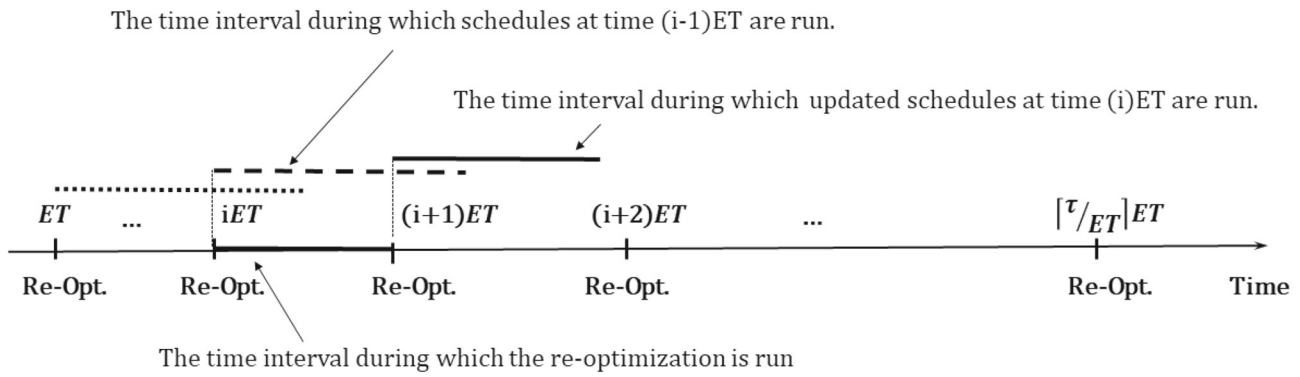 The time interval during which schedules at time (i-1)ET are run.
The time interval during which updated schedules at time (i)ET are run.
ET ... iET (i+1)ET (i+2)ET ... ⌈τ/ET⌉ET
Re-Opt. Re-Opt. Re-Opt. Re-Opt. Re-Opt. Time
The time interval during which the re-optimization is run